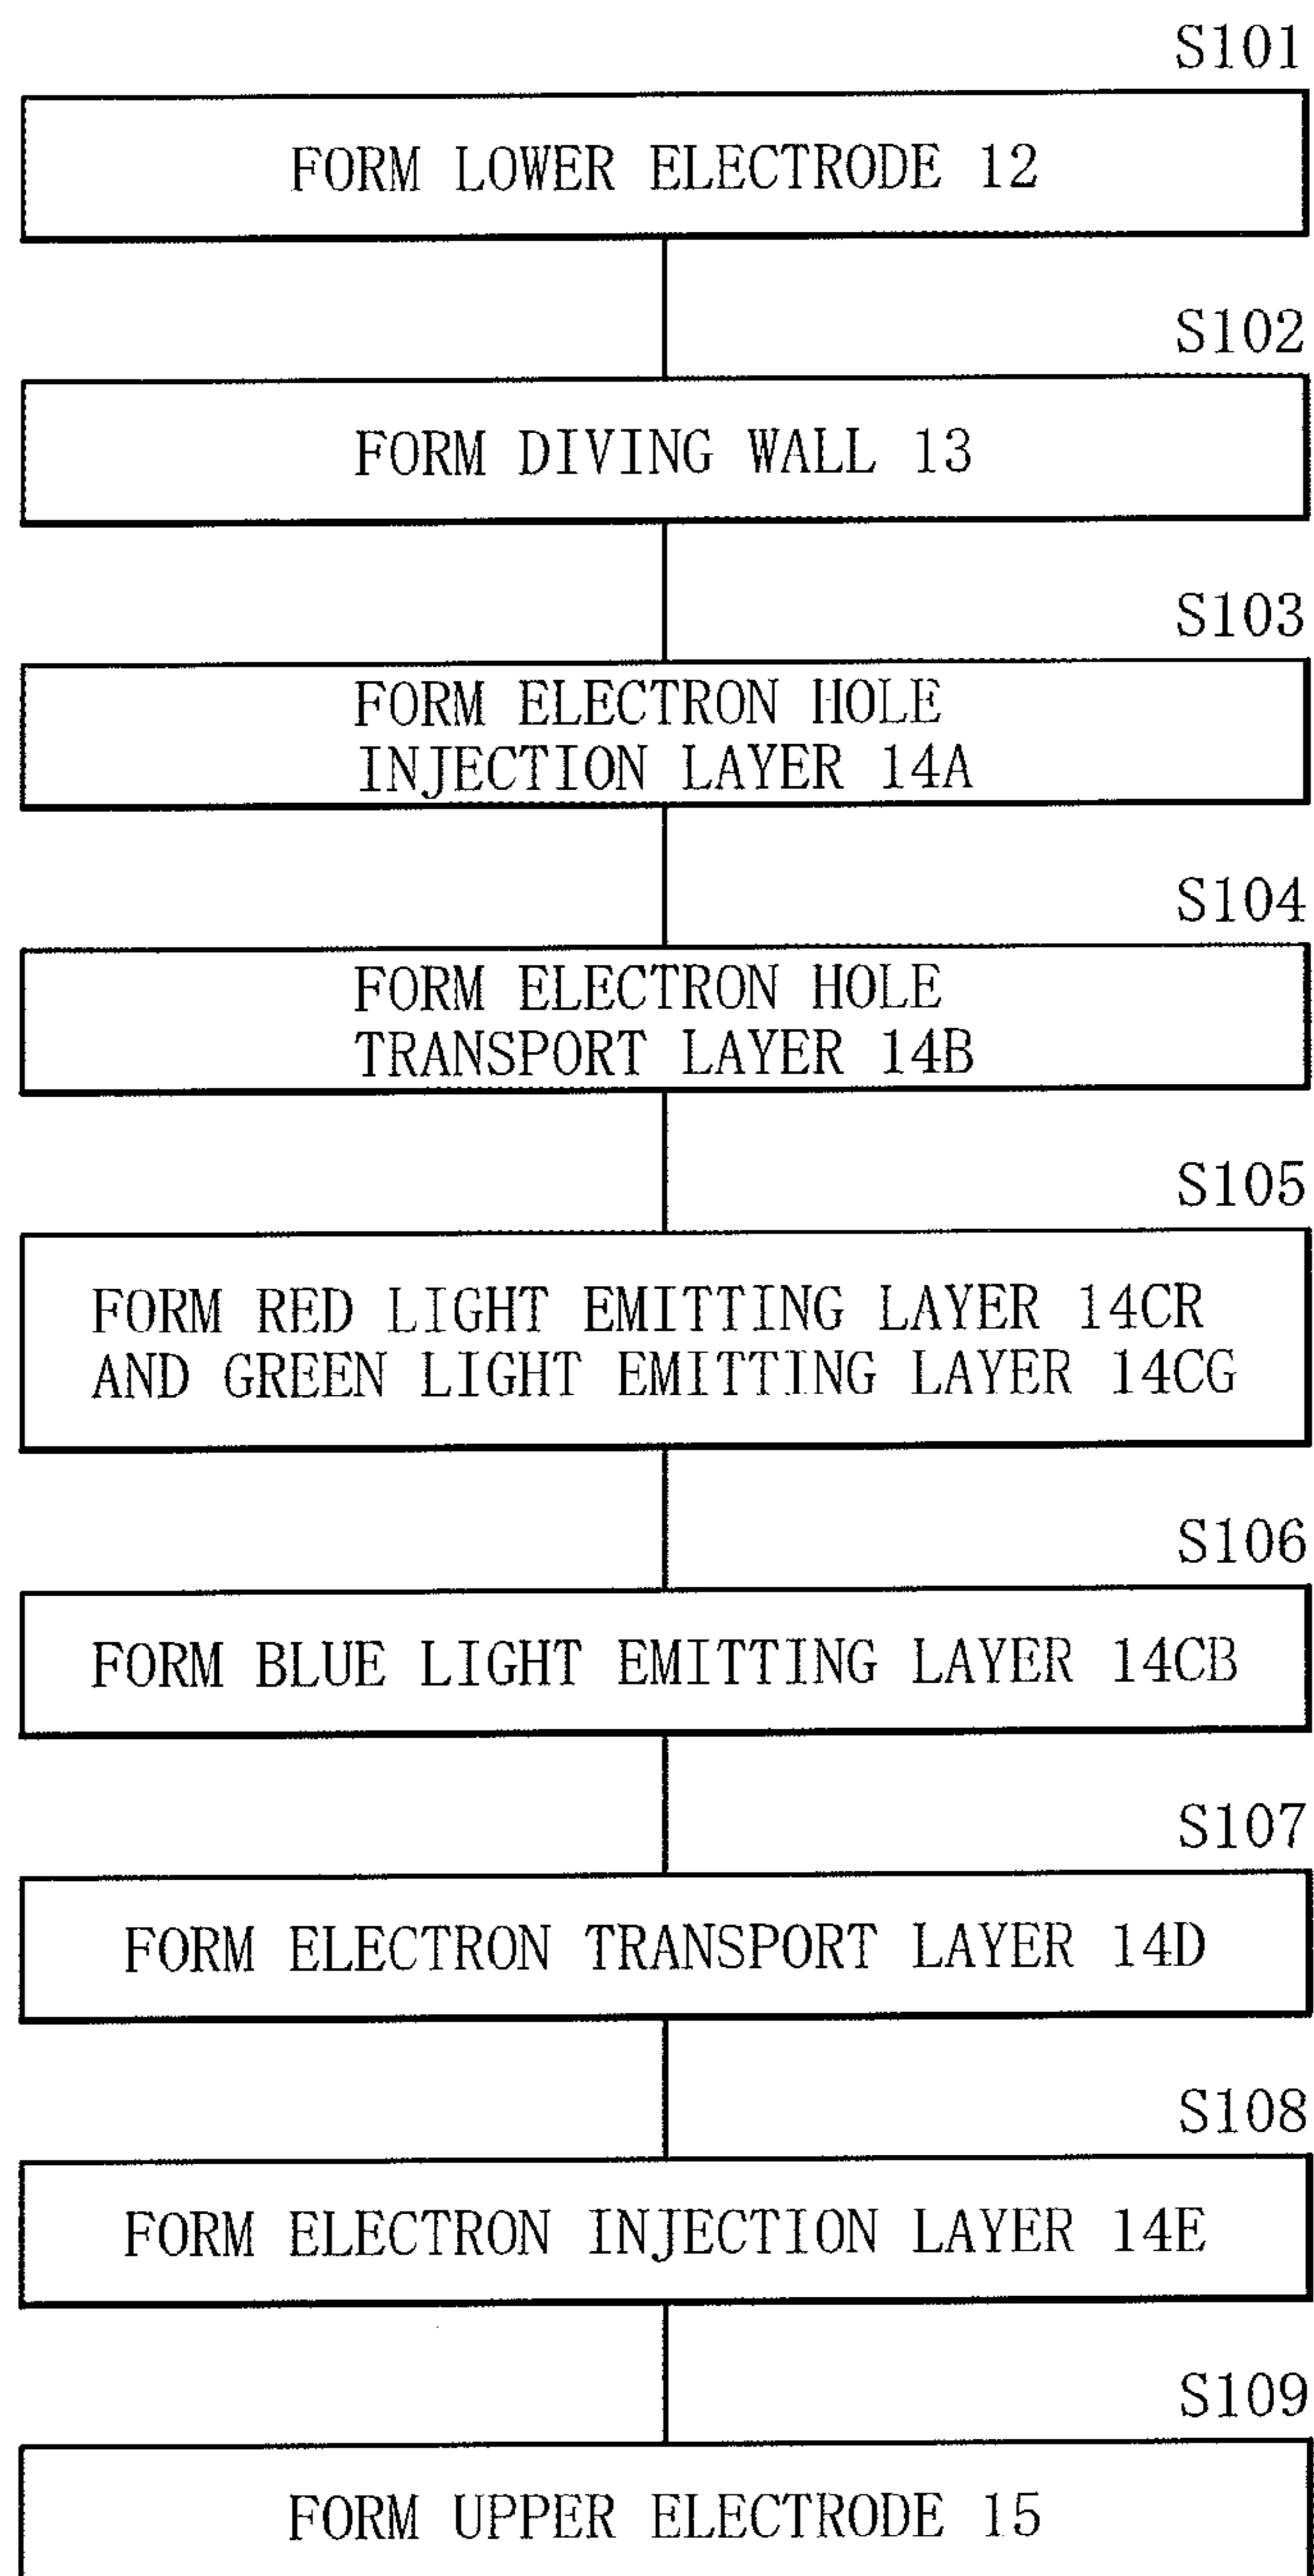 S101
FORM LOWER ELECTRODE 12
S102
FORM DIVING WALL 13
S103
FORM ELECTRON HOLE
INJECTION LAYER 14A
S104
FORM ELECTRON HOLE
TRANSPORT LAYER 14B
S105
FORM RED LIGHT EMITTING LAYER 14CR
AND GREEN LIGHT EMITTING LAYER 14CG
S106
FORM BLUE LIGHT EMITTING LAYER 14CB
S107
FORM ELECTRON TRANSPORT LAYER 14D
S108
FORM ELECTRON INJECTION LAYER 14E
S109
FORM UPPER ELECTRODE 15